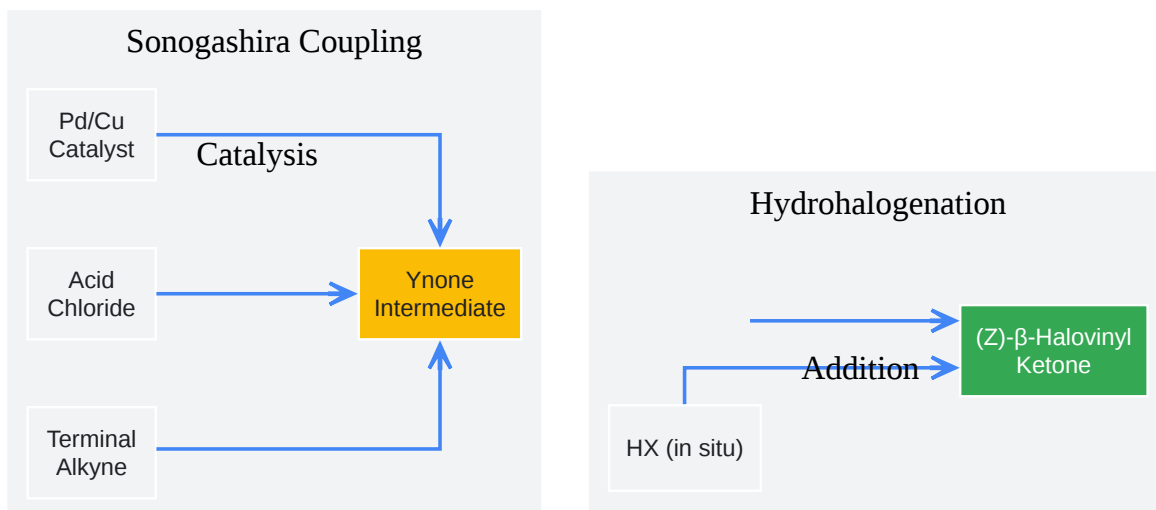 Sonogashira Coupling
Pd/Cu
Catalyst
Catalysis
Acid
Chloride
Ynone
Intermediate
Terminal
Alkyne
Hydrohalogenation
(Z)-β-Halovinyl
Ketone
Addition
HX (in situ)